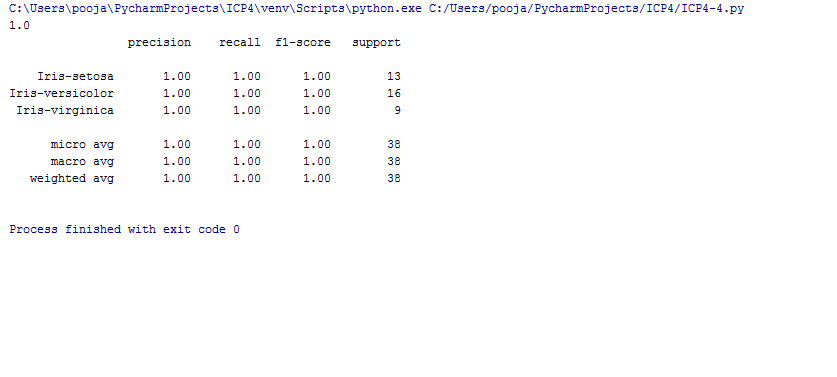 C:\Users\pooja\PycharmProjects\ICP4\venv\Scripts\python.exe C:/Users/pooja/PycharmProjects/ICP4/ICP4-4.py
1.0
precision recall f1-score support
Iris-setosa 1.00 1.00 1.00 13
Iris-versicolor 1.00 1.00 1.00 16
Iris-virginica 1.00 1.00 1.00 9
micro avg 1.00 1.00 1.00 38
macro avg 1.00 1.00 1.00 38
weighted avg 1.00 1.00 1.00 38
Process finished with exit code 0